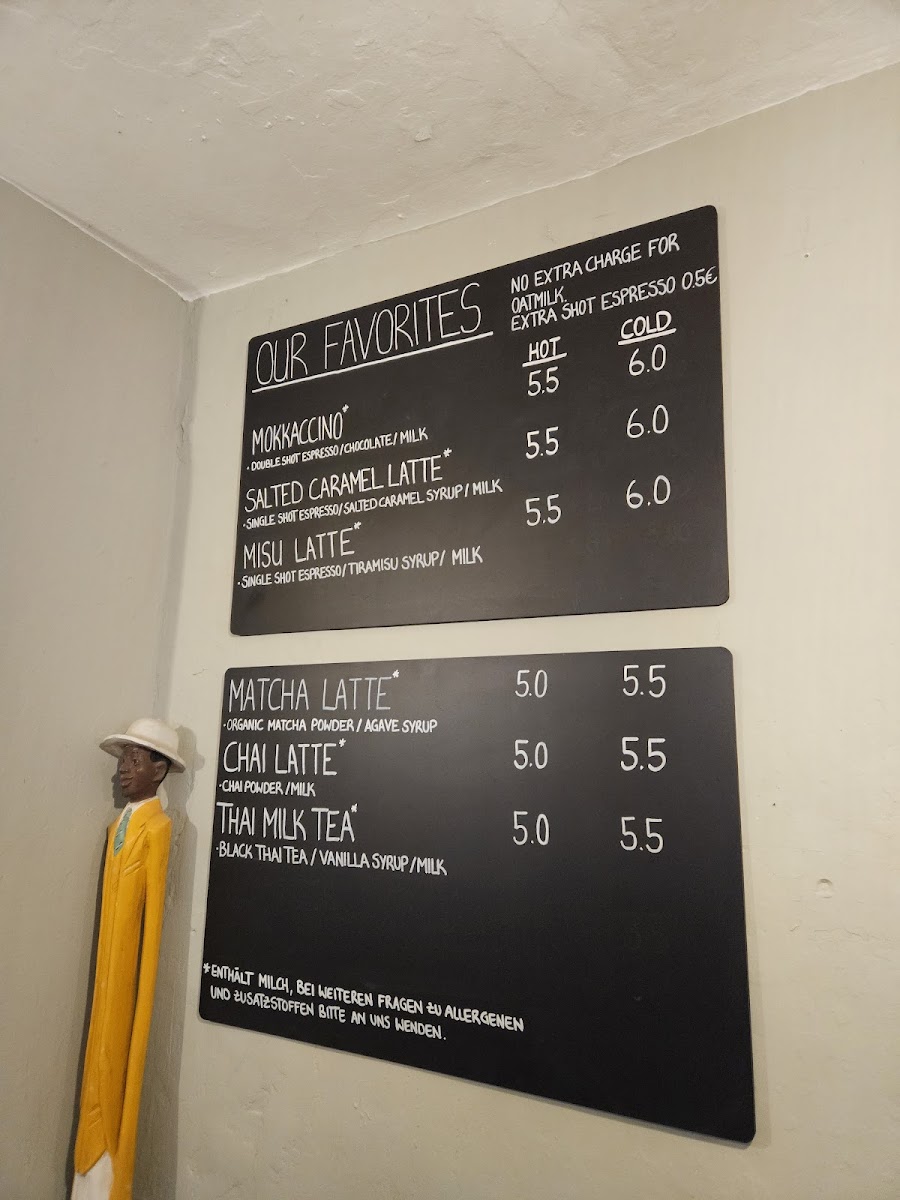 OUR FAVORITES
NO EXTRA CHARGE FOR
OATMILK.
EXTRA SHOT ESPRESSO 0.5€
HOT COLD
MOKKACCINO* 5.5 6.0
·DOUBLE SHOT ESPRESSO/CHOCOLATE/MILK
SALTED CARAMEL LATTE* 5.5 6.0
·SINGLE SHOT ESPRESSO/SALTED CARAMEL SYRUP/MILK
MISU LATTE* 5.5 6.0
·SINGLE SHOT ESPRESSO/TIRAMISU SYRUP/ MILK
MATCHA LATTE* 5.0 5.5
·ORGANIC MATCHA POWDER/AGAVE SYRUP
CHAI LATTE* 5.0 5.5
·CHAI POWDER/MILK
THAI MILK TEA* 5.0 5.5
·BLACK THAI TEA/VANILLA SYRUP/MILK
*ENTHÄLT MILCH, BEI WEITEREN FRAGEN ZU ALLERGENEN
UND ZUSATZSTOFFEN BITTE AN UNS WENDEN.